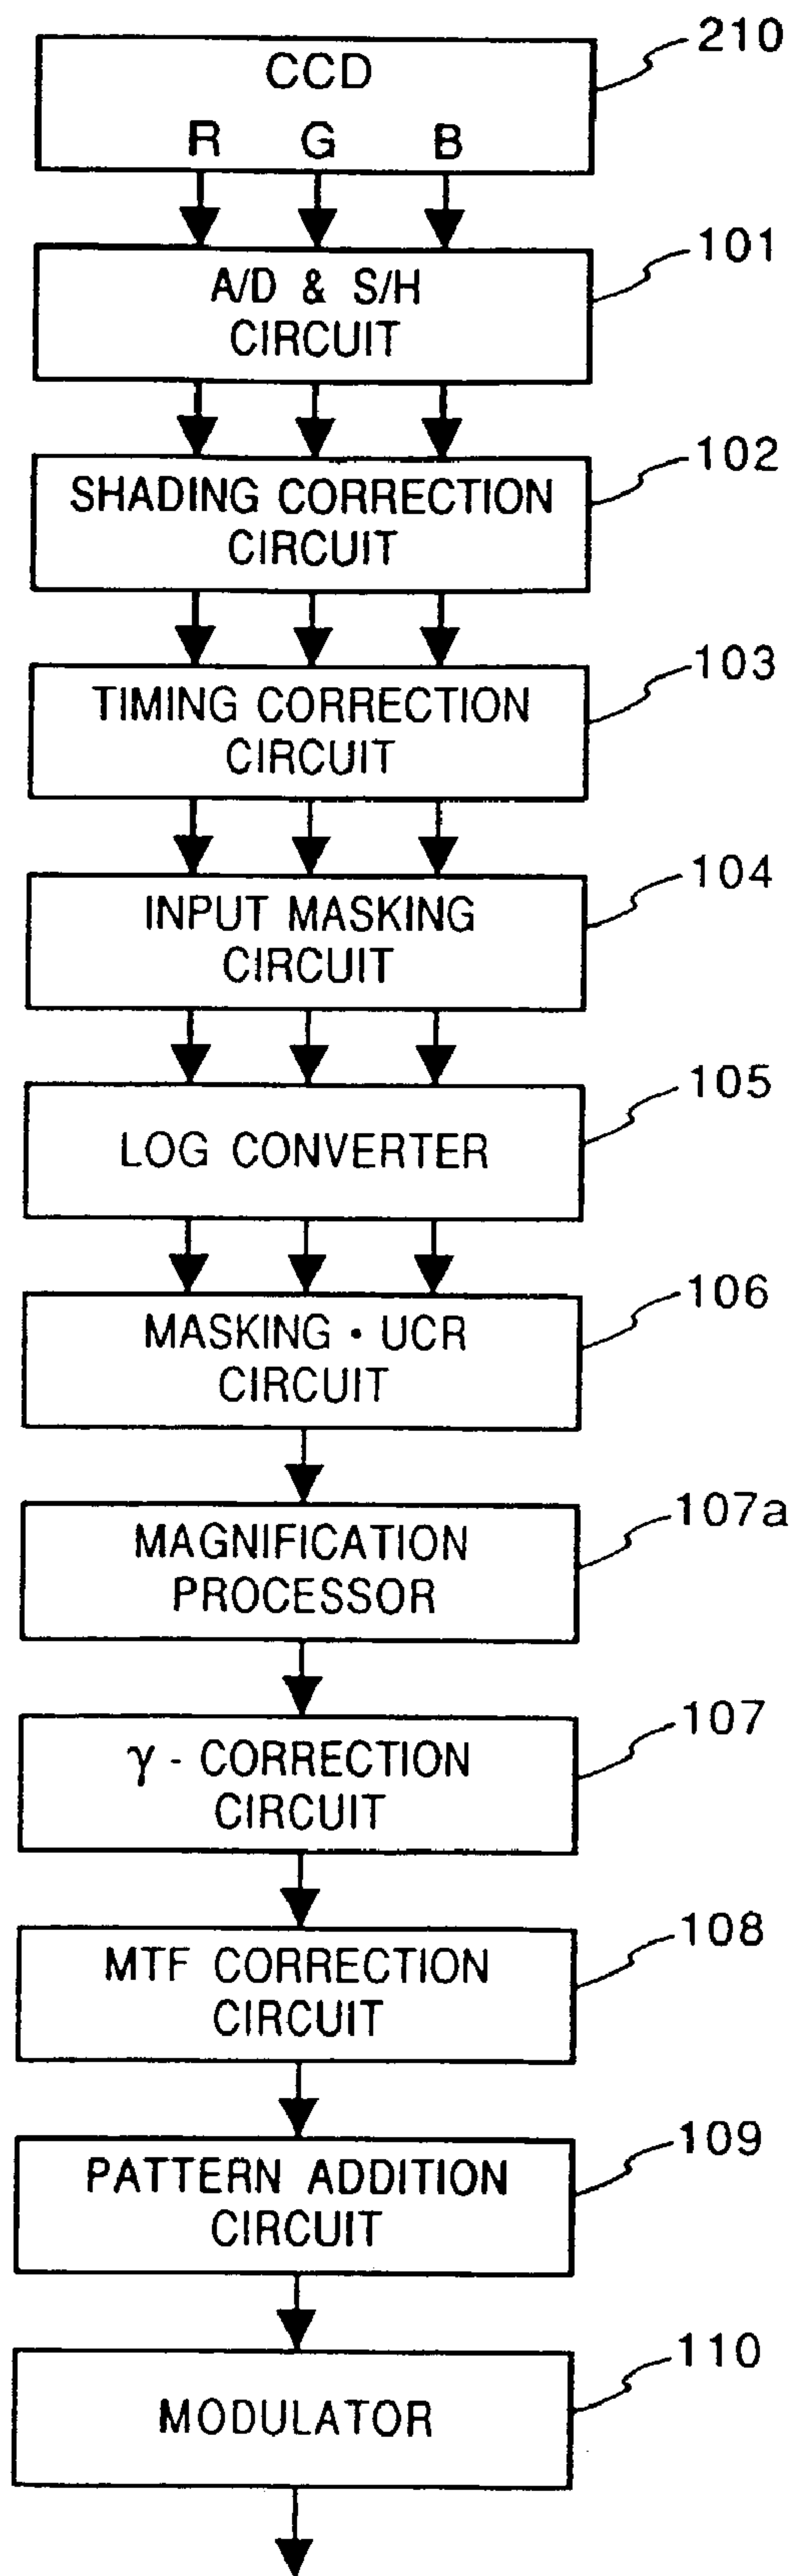 CCD
210
R G B
A/D & S/H
CIRCUIT
101
SHADING CORRECTION
CIRCUIT
102
TIMING CORRECTION
CIRCUIT
103
INPUT MASKING
CIRCUIT
104
LOG CONVERTER
105
MASKING • UCR
CIRCUIT
106
MAGNIFICATION
PROCESSOR
107a
γ - CORRECTION
CIRCUIT
107
MTF CORRECTION
CIRCUIT
108
PATTERN ADDITION
CIRCUIT
109
MODULATOR
110